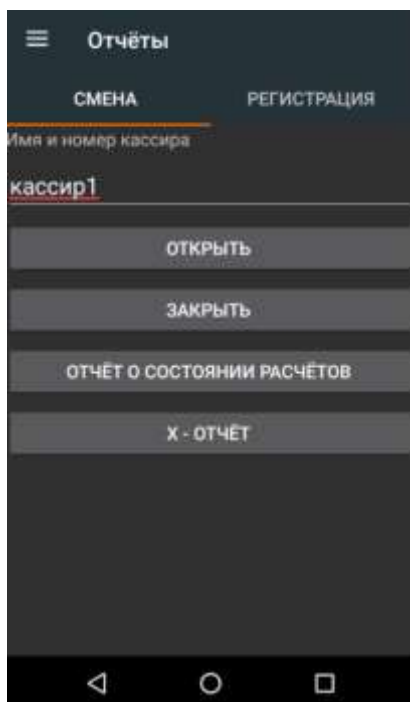 Отчёты
СМЕНА РЕГИСТРАЦИЯ
Имя и номер кассира
кассир1
ОТКРЫТЬ
ЗАКРЫТЬ
ОТЧЁТ О СОСТОЯНИИ РАСЧЁТОВ
X - ОТЧЁТ